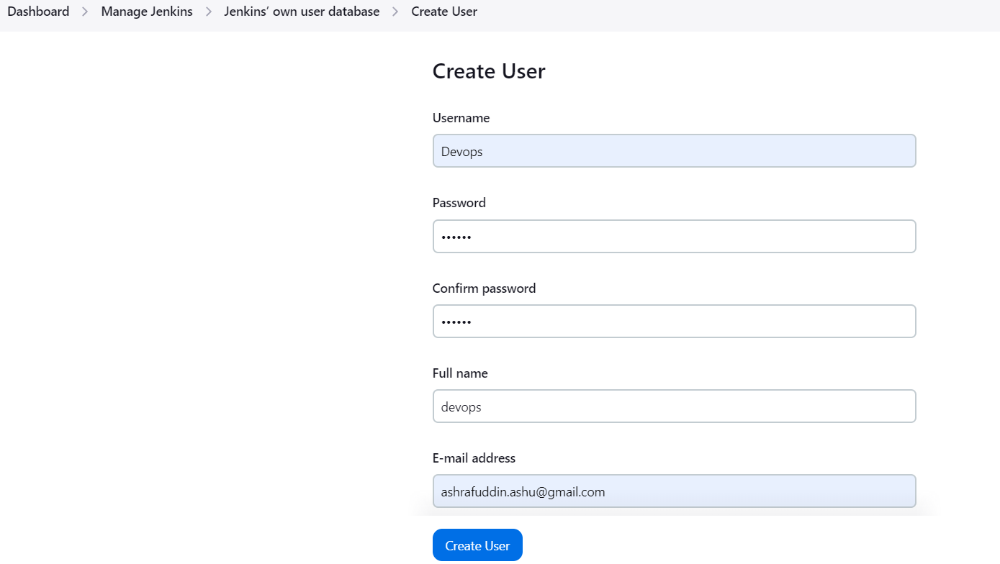 Dashboard > Manage Jenkins > Jenkins’ own user database > Create User
Create User
Username
Devops
Password
••••••
Confirm password
••••••
Full name
devops
E-mail address
ashrafuddin.ashu@gmail.com
Create User